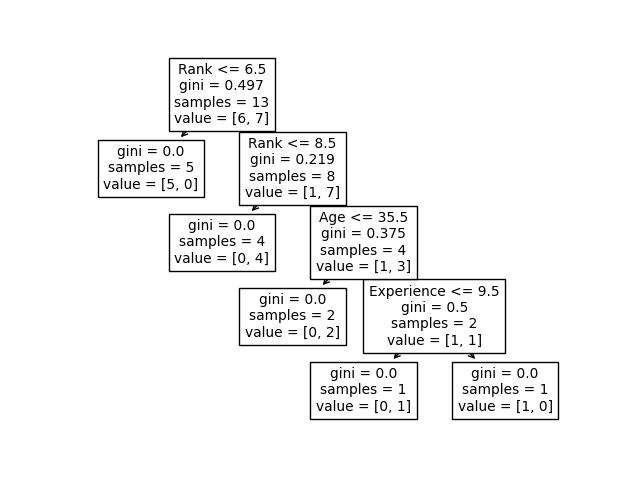 Rank <= 6.5
gini = 0.497
samples = 13
value = [6, 7]
gini = 0.0
samples = 5
value = [5, 0]
Rank <= 8.5
gini = 0.219
samples = 8
value = [1, 7]
gini = 0.0
samples = 4
value = [0, 4]
Age <= 35.5
gini = 0.375
samples = 4
value = [1, 3]
gini = 0.0
samples = 2
value = [0, 2]
Experience <= 9.5
gini = 0.5
samples = 2
value = [1, 1]
gini = 0.0
samples = 1
value = [0, 1]
gini = 0.0
samples = 1
value = [1, 0]